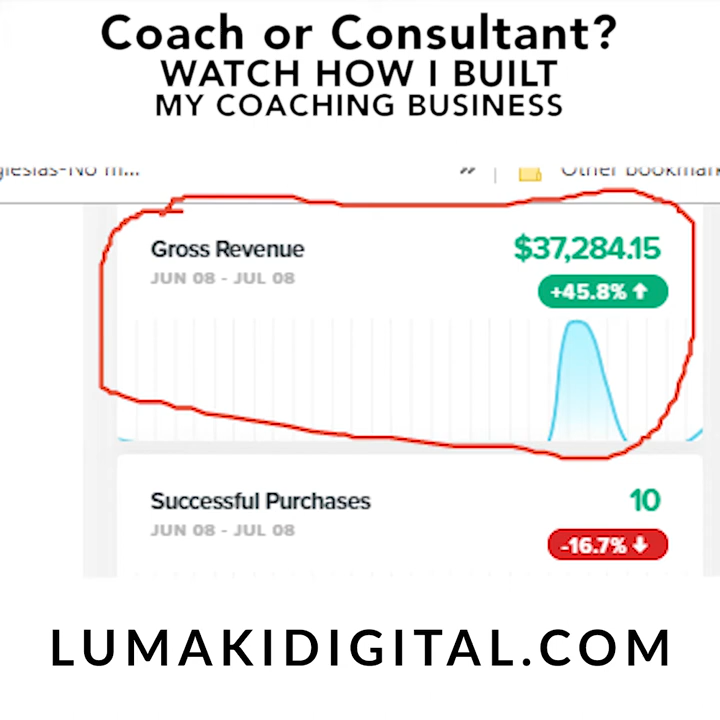 Coach or Consultant?
WATCH HOW I BUILT
MY COACHING BUSINESS
Other bookmark
Gross Revenue
$37,284.15
JUN 08 - JUL 08
+45.8%
Successful Purchases
10
JUN 08 - JUL 08
-16.7%
LUMAKIDIGITAL.COM